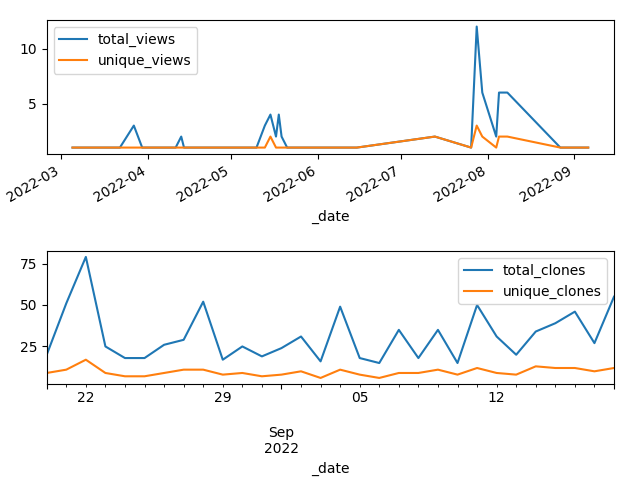 total_views
unique_views
10
5
2022-03
2022-04
2022-05
2022-06
2022-07
2022-08
2022-09
_date
total_clones
unique_clones
75
50
25
22
29
05
12
Sep
2022
_date